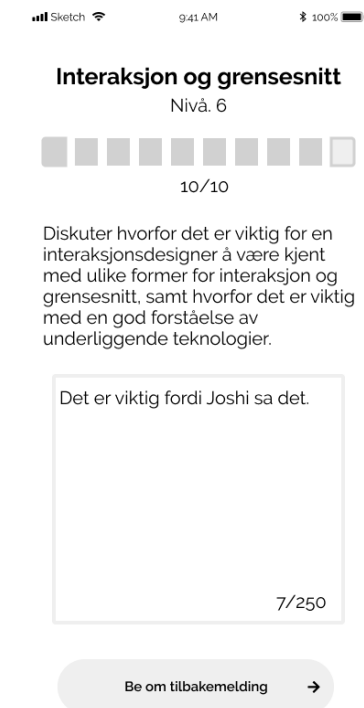 Sketch 9:41 AM 100%
Interaksjon og grensesnitt
Nivå. 6
10/10
Diskuter hvorfor det er viktig for en
interaksjonsdesigner å være kjent
med ulike former for interaksjon og
grensesnitt, samt hvorfor det er viktig
med en god forståelse av
underliggende teknologier.
Det er viktig fordi Joshi sa det.
7/250
Be om tilbakemelding